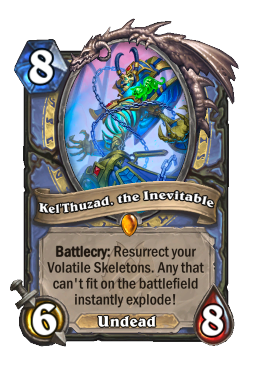 8
Kel'Thuzad, the Inevitable
Battlecry: Resurrect your
Volatile Skeletons. Any that
can't fit on the battlefield
instantly explode!
6 Undead 8